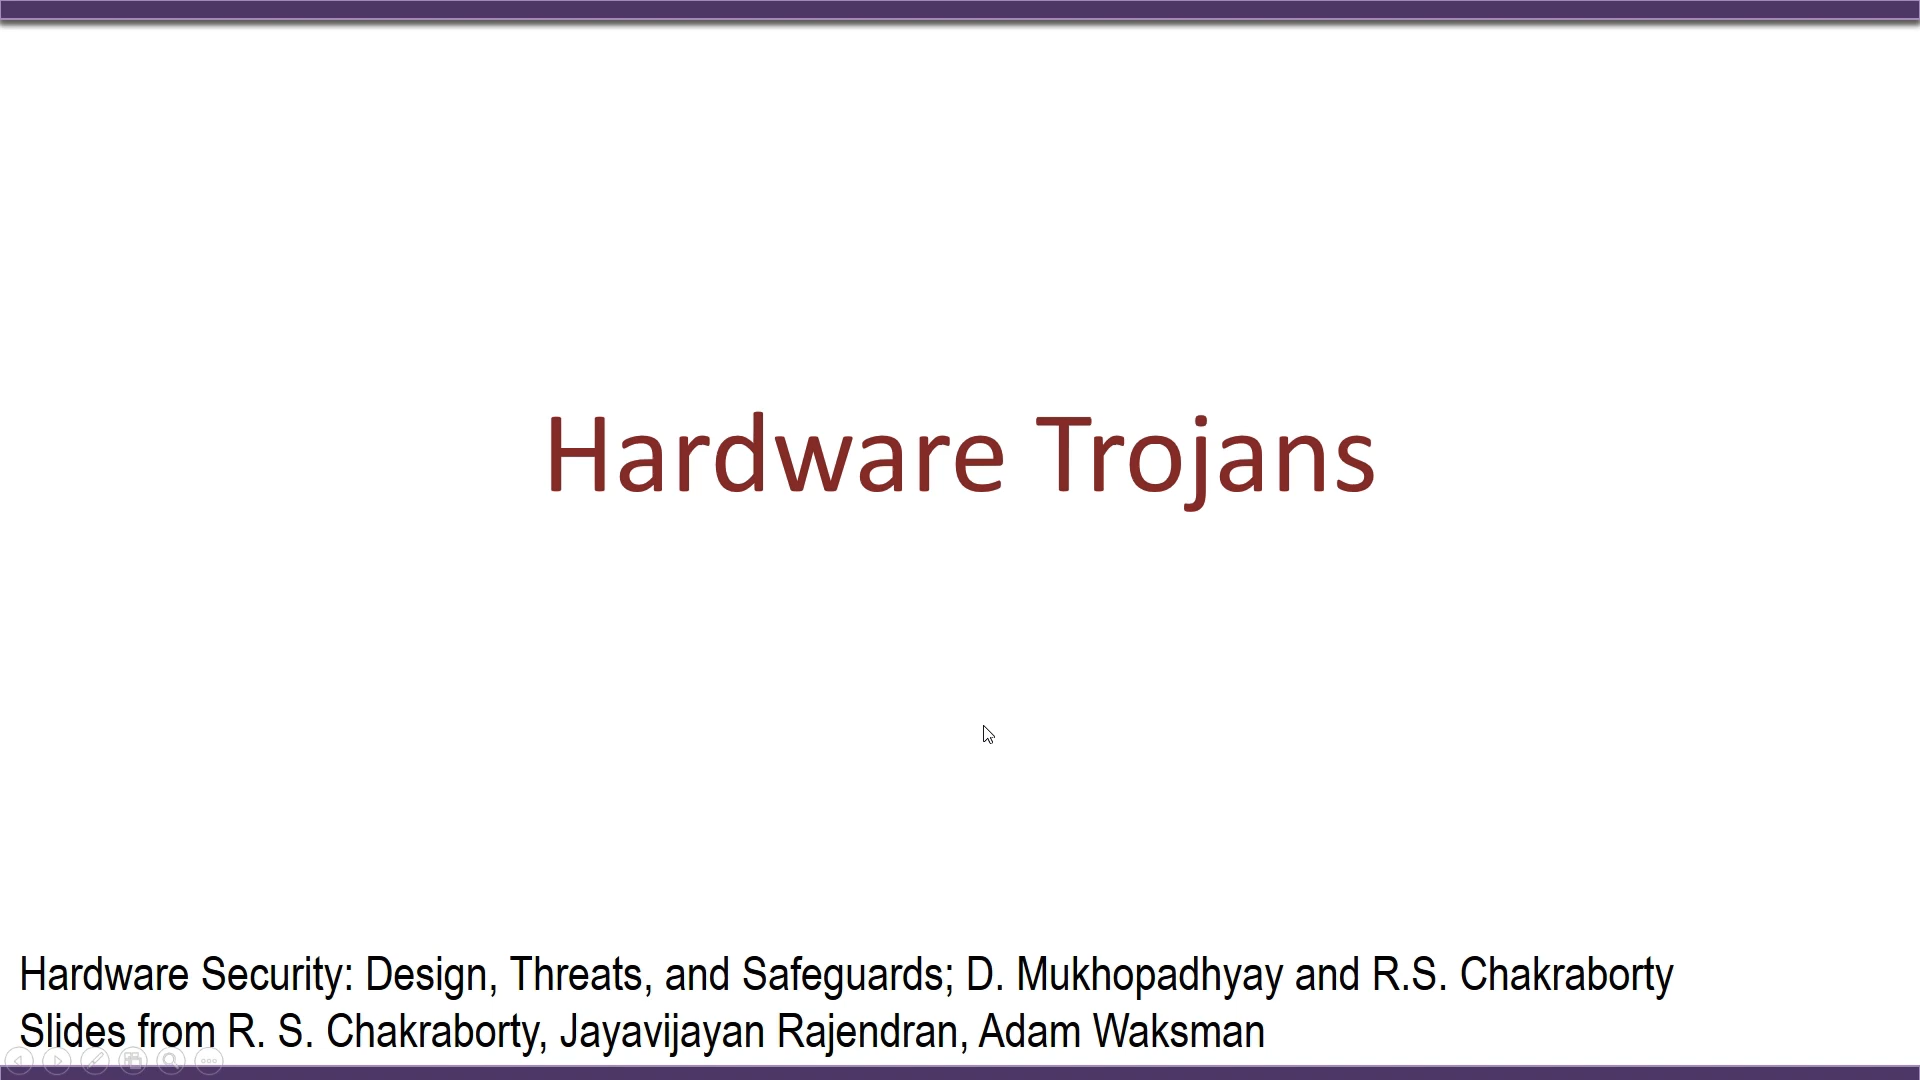 Hardware Trojans
Hardware Security: Design, Threats, and Safeguards; D. Mukhopadhyay and R.S. Chakraborty
Slides from R. S. Chakraborty, Jayavijayan Rajendran, Adam Waksman